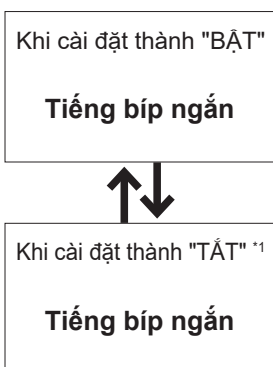 Khi cài đặt thành "BẬT"
Tiếng bíp ngắn
Khi cài đặt thành "TẮT" *1
Tiếng bíp ngắn